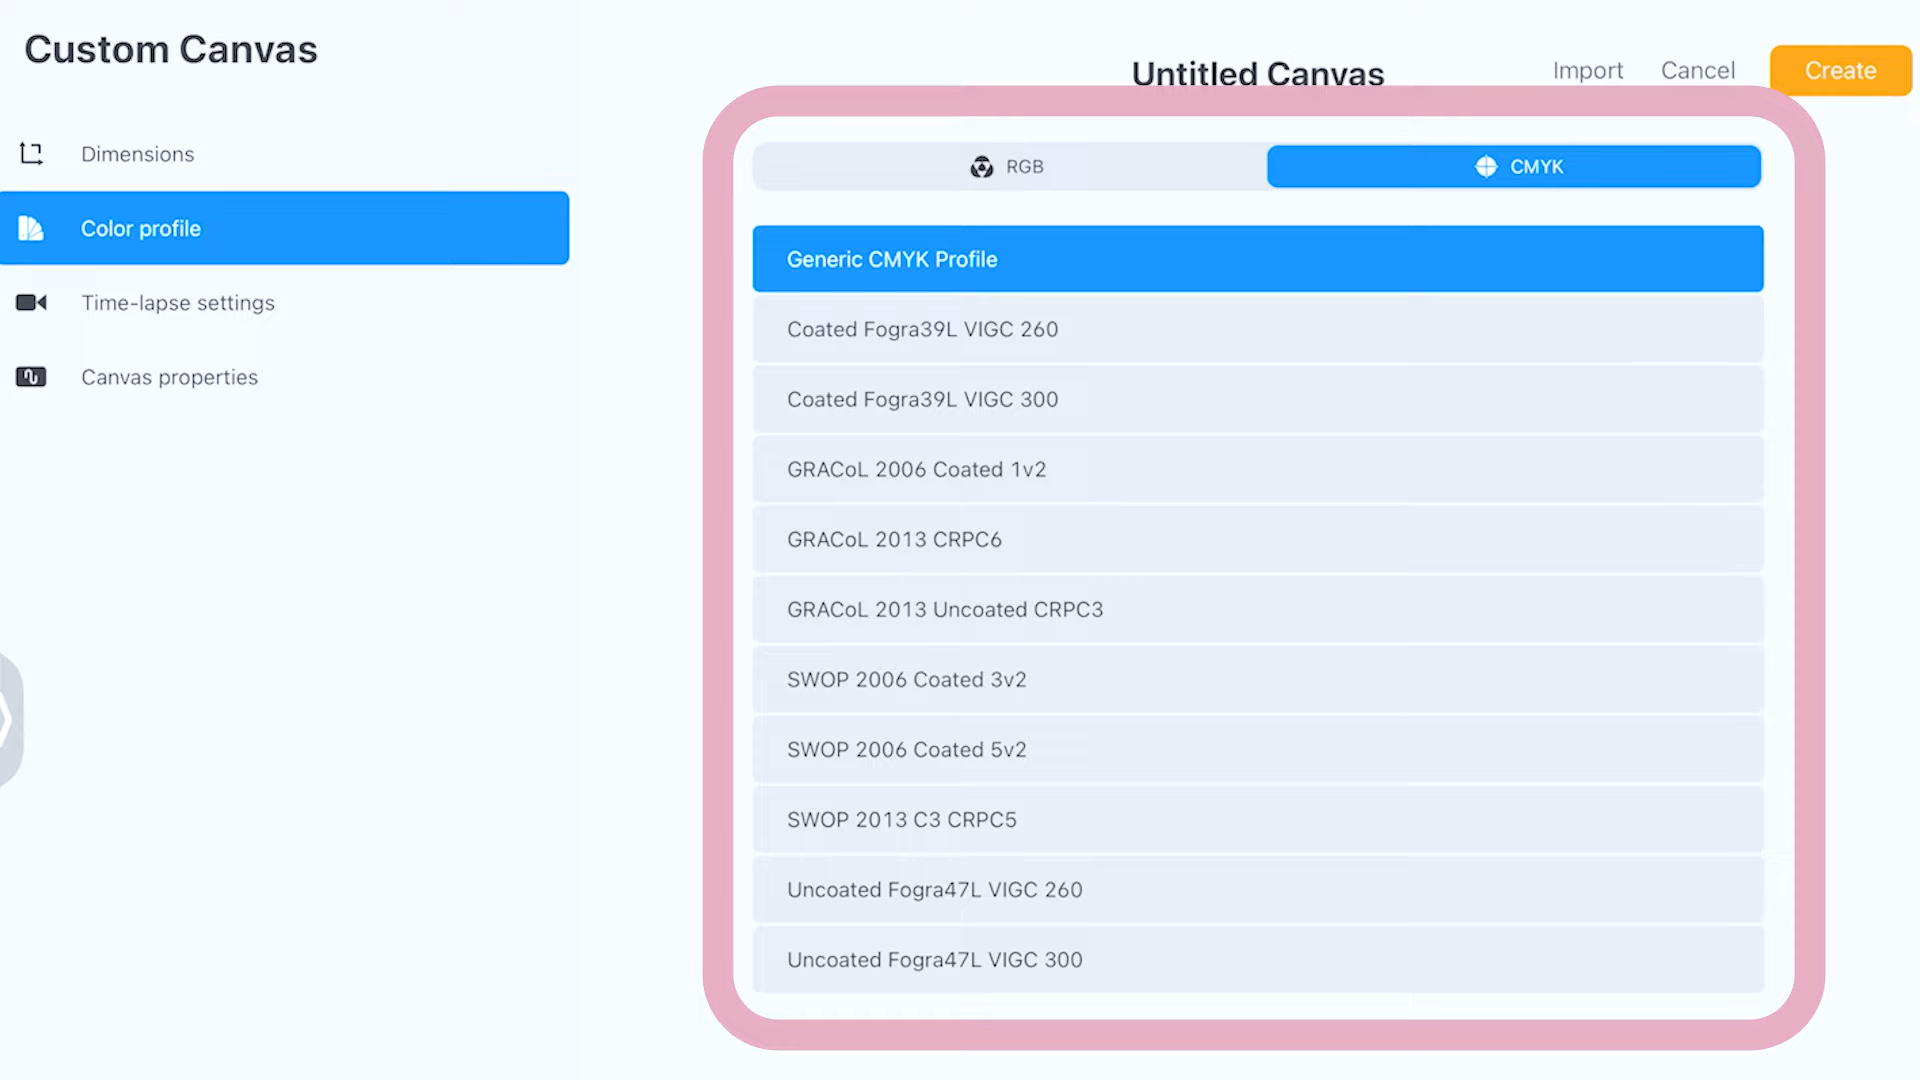 Custom Canvas
Untitled Canvas
Import
Cancel
Create
Dimensions
Color profile
Time-lapse settings
Canvas properties
RGB
CMYK
Generic CMYK Profile
Coated Fogra39L VIGC 260
Coated Fogra39L VIGC 300
GRACoL 2006 Coated 1v2
GRACoL 2013 CRPC6
GRACoL 2013 Uncoated CRPC3
SWOP 2006 Coated 3v2
SWOP 2006 Coated 5v2
SWOP 2013 C3 CRPC5
Uncoated Fogra47L VIGC 260
Uncoated Fogra47L VIGC 300